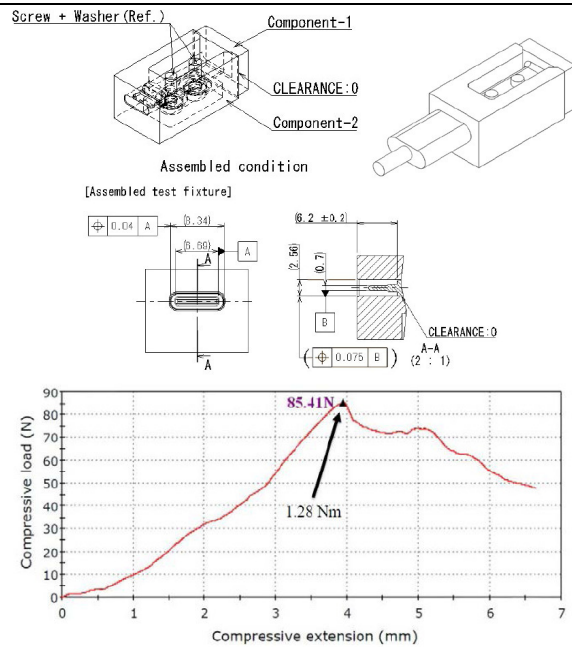 Screw + Washer(Ref.)
Component-1
CLEARANCE:0
Component-2
Assembled condition
[Assembled test fixture]
⌖ 0.04 A
(8.34)
(6.69)
A
A
A
(6.2 ±0.2)
(2.56)
(0.7)
B
CLEARANCE:0
A-A
(2 : 1)
( ⌖ 0.075 B )
Compressive load (N)
90
80
70
60
50
40
30
20
10
0
85.41N
1.28 Nm
0 1 2 3 4 5 6 7
Compressive extension (mm)